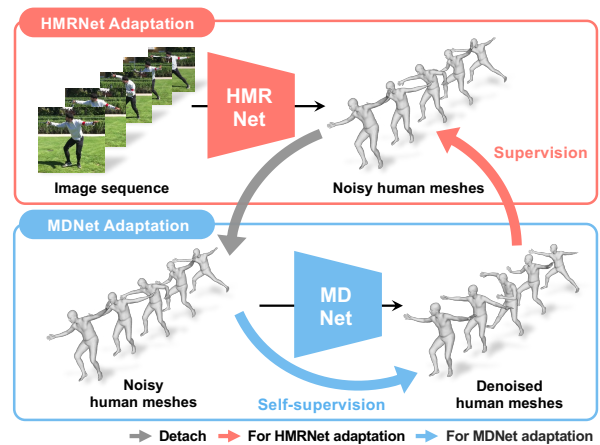 HMRNet Adaptation
HMR
Net
Supervision
Image sequence
Noisy human meshes
MDNet Adaptation
MD
Net
Noisy
human meshes
Self-supervision
Denoised
human meshes
Detach
For HMRNet adaptation
For MDNet adaptation